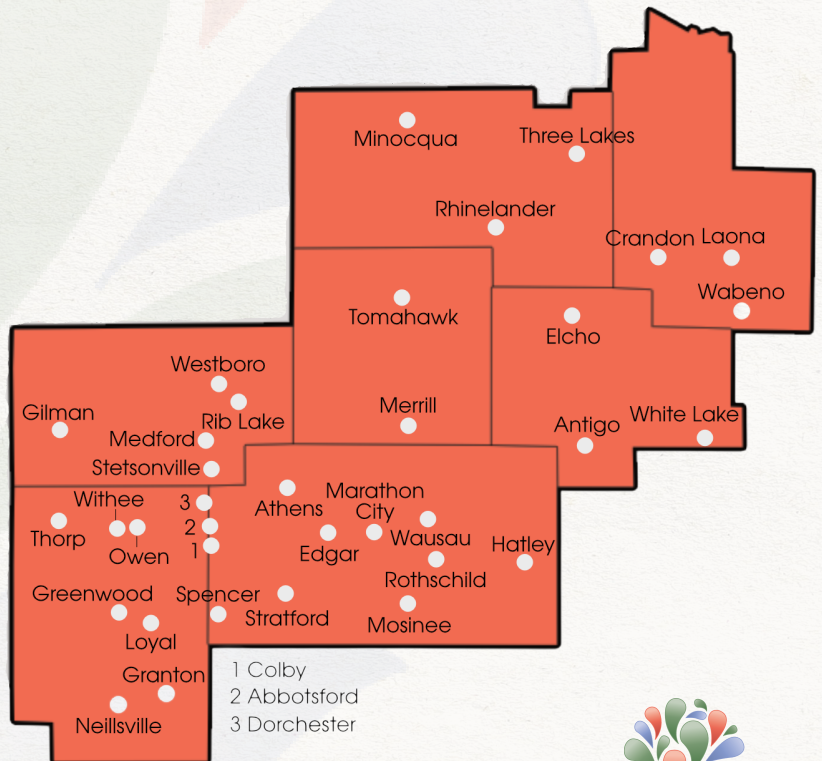 Minocqua
Three Lakes
Rhinelander
Crandon
Laona
Wabeno
Tomahawk
Elcho
Westboro
Gilman
Rib Lake
Merrill
White Lake
Medford
Antigo
Stetsonville
Withee
3
Athens
Marathon
City
Thorp
2
Wausau
Owen
1
Edgar
Hatley
Rothschild
Greenwood
Spencer
Stratford
Mosinee
Loyal
Granton
Neillsville
1 Colby
2 Abbotsford
3 Dorchester